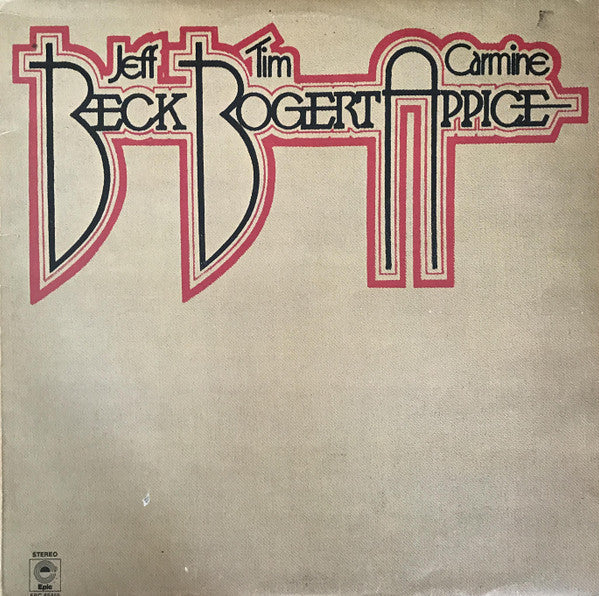 Jeff Tim Carmine
BECK BOGERT APPICE
STEREO
Epic